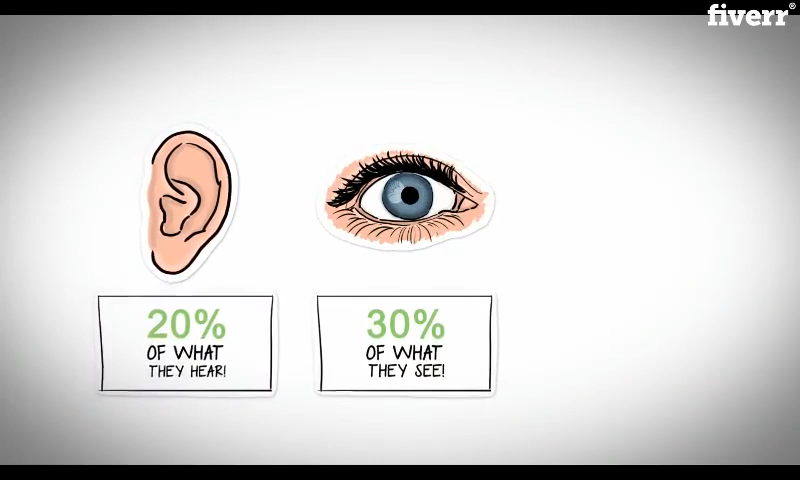 fiverr®
20%
OF WHAT
THEY HEAR!
30%
OF WHAT
THEY SEE!